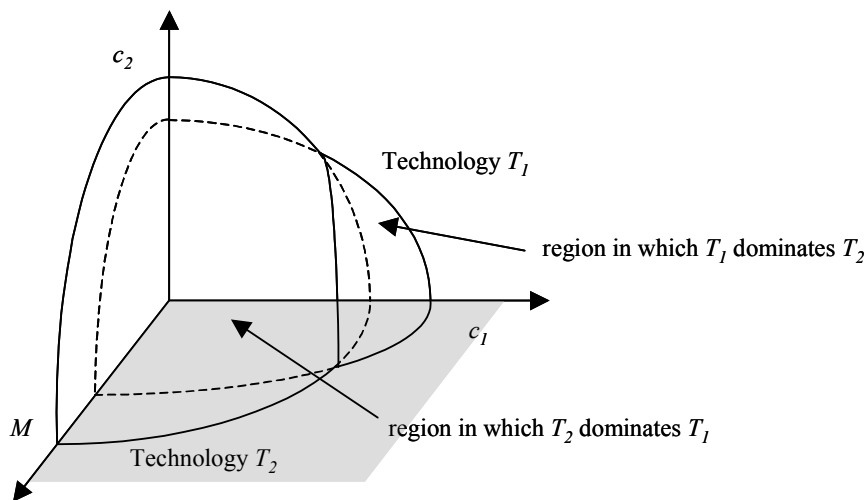 c2
Technology T1
region in which T1 dominates T2
c1
M
region in which T2 dominates T1
Technology T2